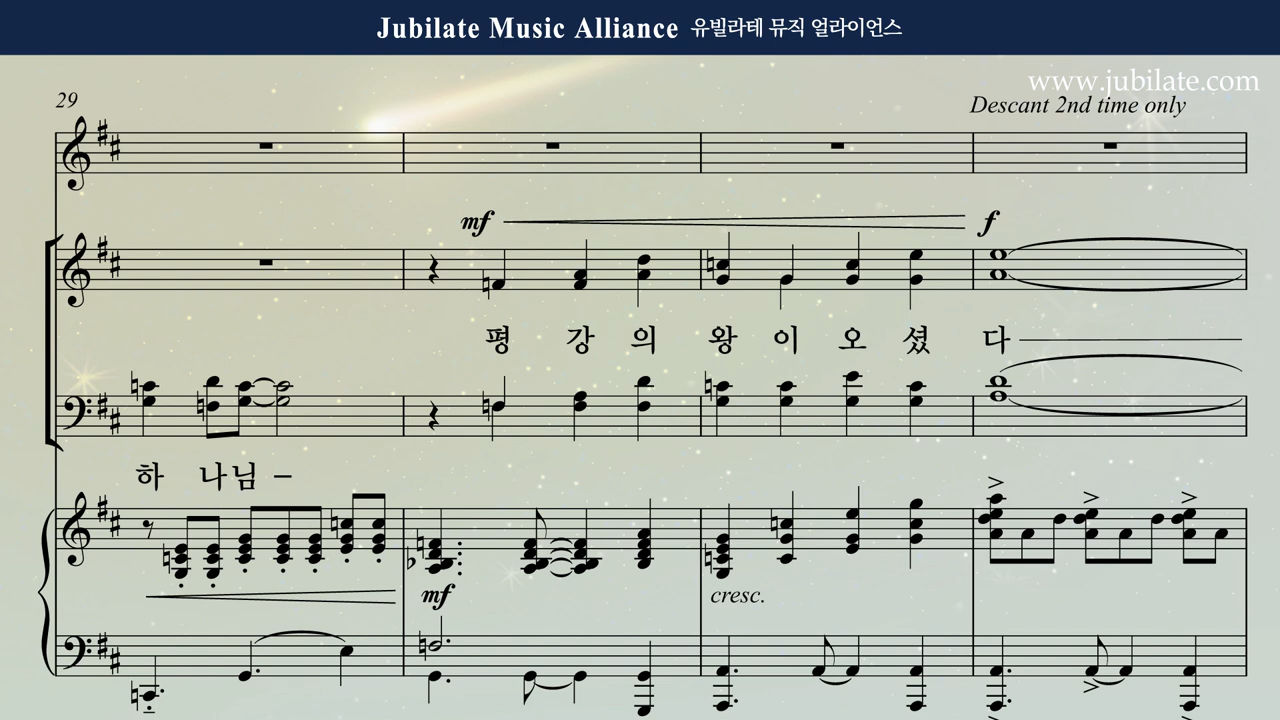 Jubilate Music Alliance 유빌라테 뮤직 얼라이언스
www.jubilate.com
29
Descant 2nd time only
mf
f
평 강 의 왕 이 오 셨 다
하 나 님 –
mf
cresc.